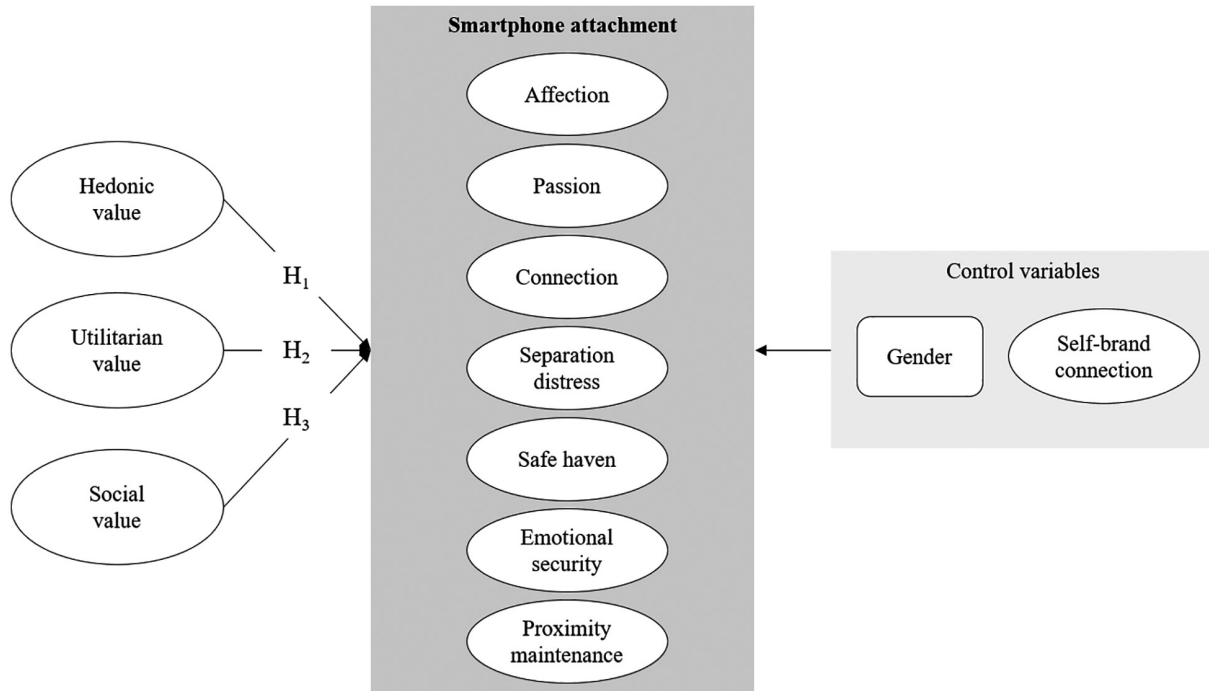 Smartphone attachment
Affection
Passion
Connection
Separation
distress
Safe haven
Emotional
security
Proximity
maintenance
Hedonic
value
Utilitarian
value
Social
value
H₁
H₂
H₃
Control variables
Gender
Self-brand
connection